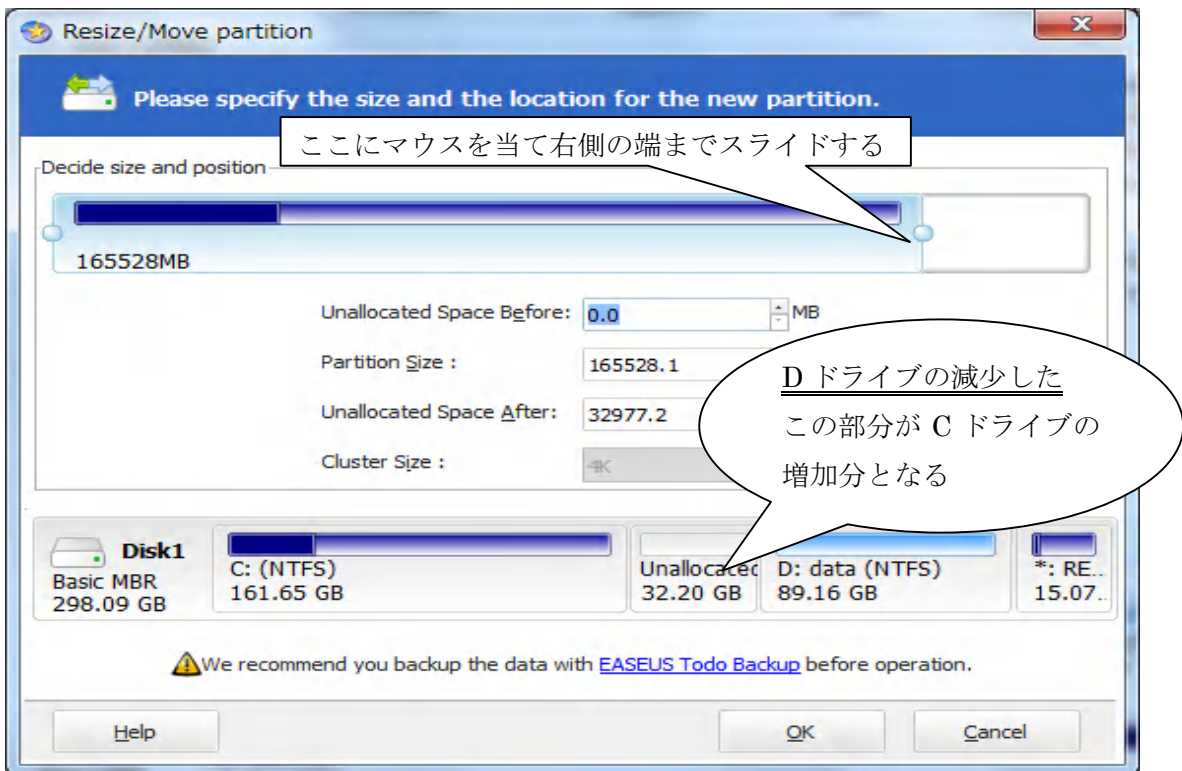 Resize/Move partition
Please specify the size and the location for the new partition.
ここにマウスを当て右側の端までスライドする
Decide size and position
165528MB
Unallocated Space Before: 0.0 MB
Partition Size : 165528.1
Unallocated Space After: 32977.2
Cluster Size : 4K
D ドライブの減少した
この部分が C ドライブの
増加分となる
Disk1
Basic MBR
298.09 GB
C: (NTFS)
161.65 GB
Unallocated
32.20 GB
D: data (NTFS)
89.16 GB
*: RE..
15.07..
We recommend you backup the data with EASEUS Todo Backup before operation.
Help
OK
Cancel